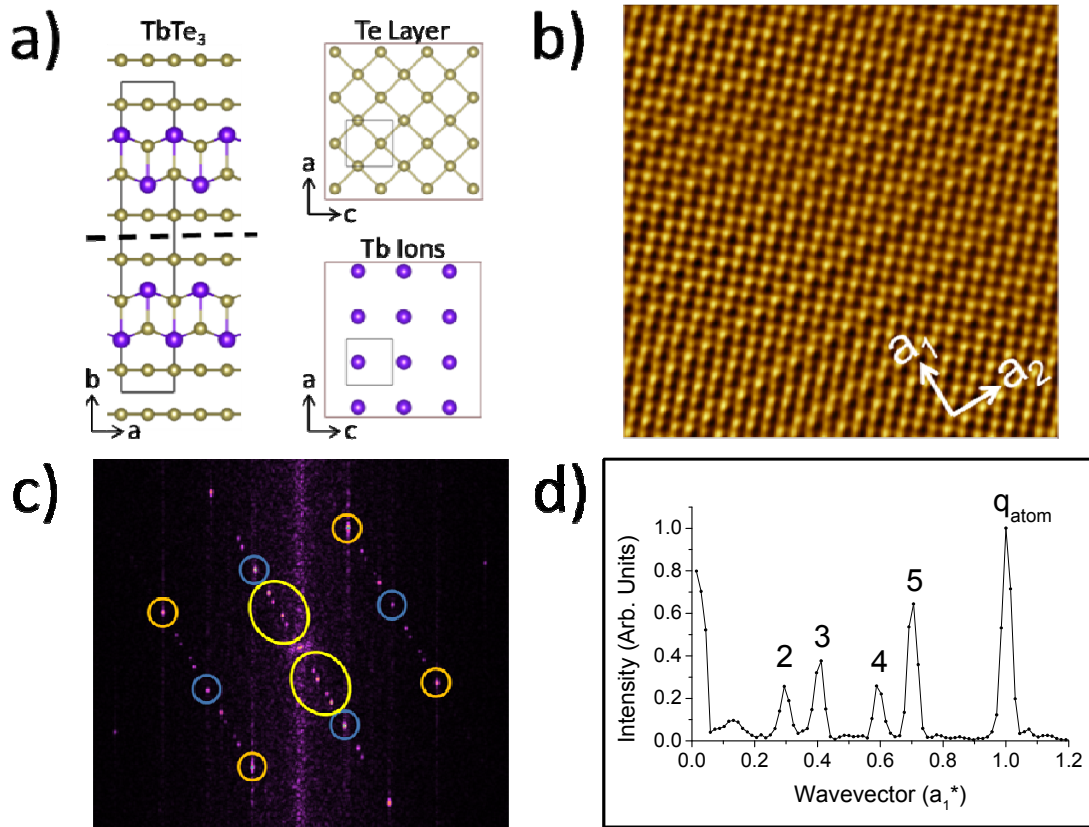 a)
TbTe₃
b
a
Te Layer
a
c
Tb Ions
a
c
b)
a₁
a₂
c)
d)
Intensity (Arb. Units)
1.0
0.8
0.6
0.4
0.2
0.0
2
3
4
5
q_atom
0.0 0.2 0.4 0.6 0.8 1.0 1.2
Wavevector (a₁*)